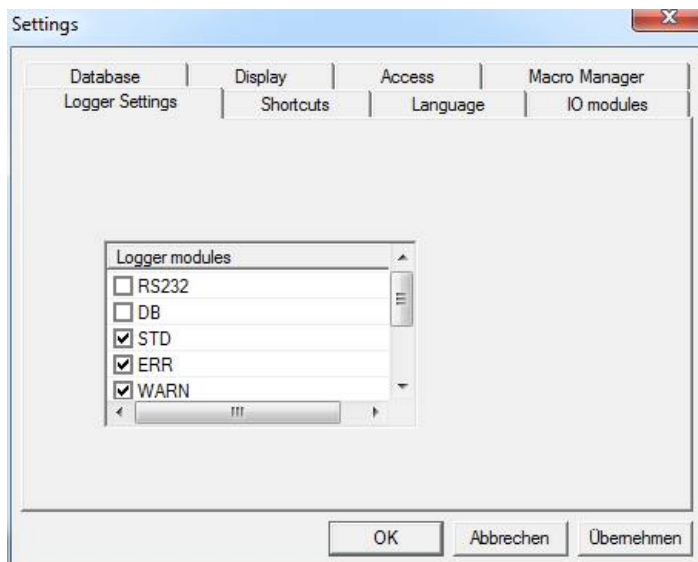 Settings
Database Display Access Macro Manager
Logger Settings Shortcuts Language IO modules
Logger modules
RS232
DB
STD
ERR
WARN
OK Abbrechen Übernehmen